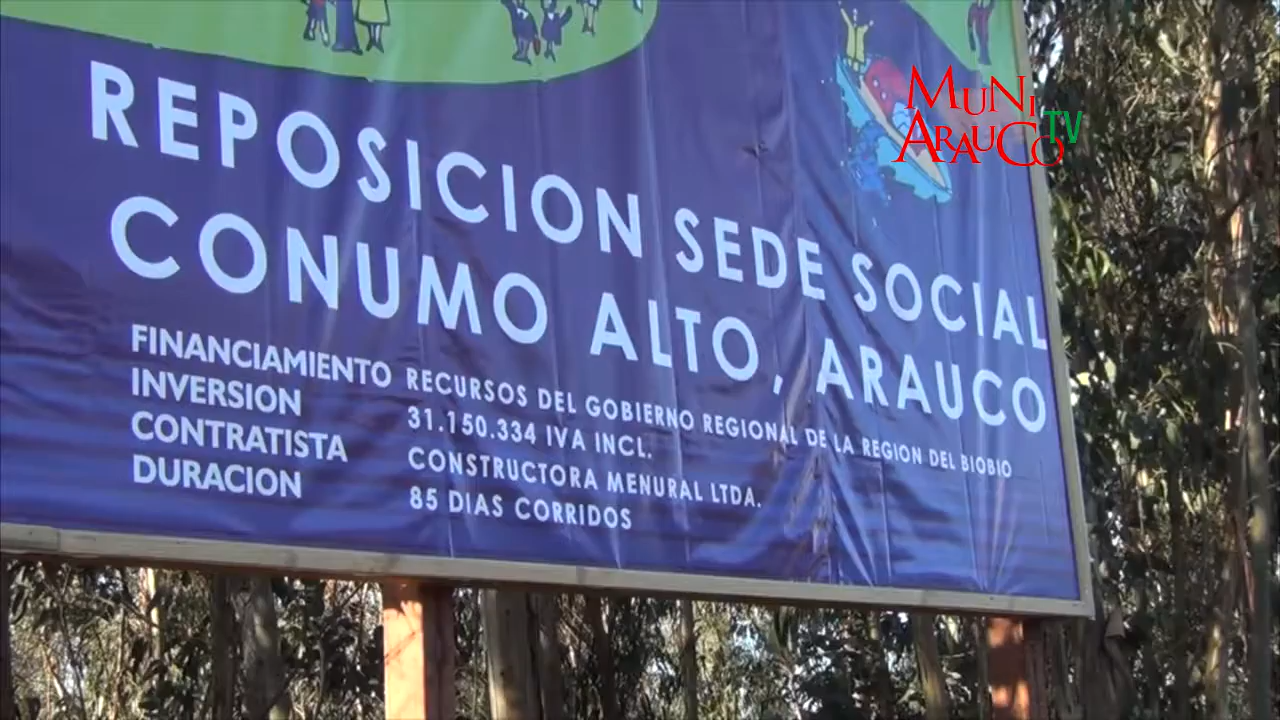 MUNI
ARAUCO TV
REPOSICION SEDE SOCIAL
CONUMO ALTO, ARAUCO
FINANCIAMIENTO RECURSOS DEL GOBIERNO REGIONAL DE LA REGION DEL BIOBIO
INVERSION 31.150.334 IVA INCL.
CONTRATISTA CONSTRUCTORA MENURAL LTDA.
DURACION 85 DIAS CORRIDOS